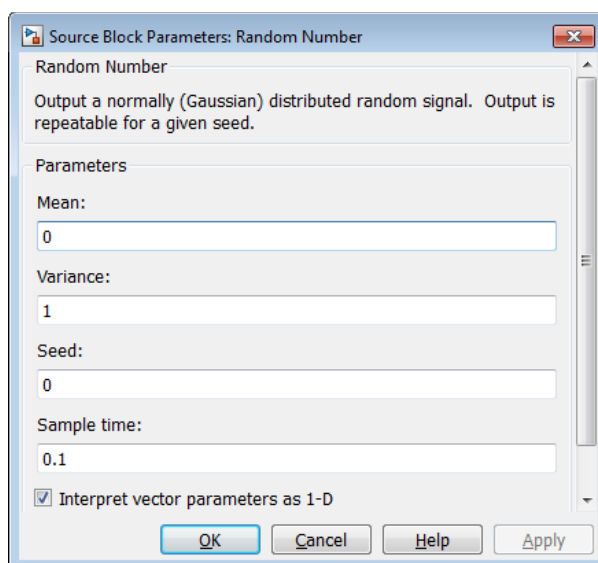 Source Block Parameters: Random Number
Random Number
Output a normally (Gaussian) distributed random signal.  Output is
repeatable for a given seed.
Parameters
Mean:
0
Variance:
1
Seed:
0
Sample time:
0.1
Interpret vector parameters as 1-D
OK Cancel Help Apply